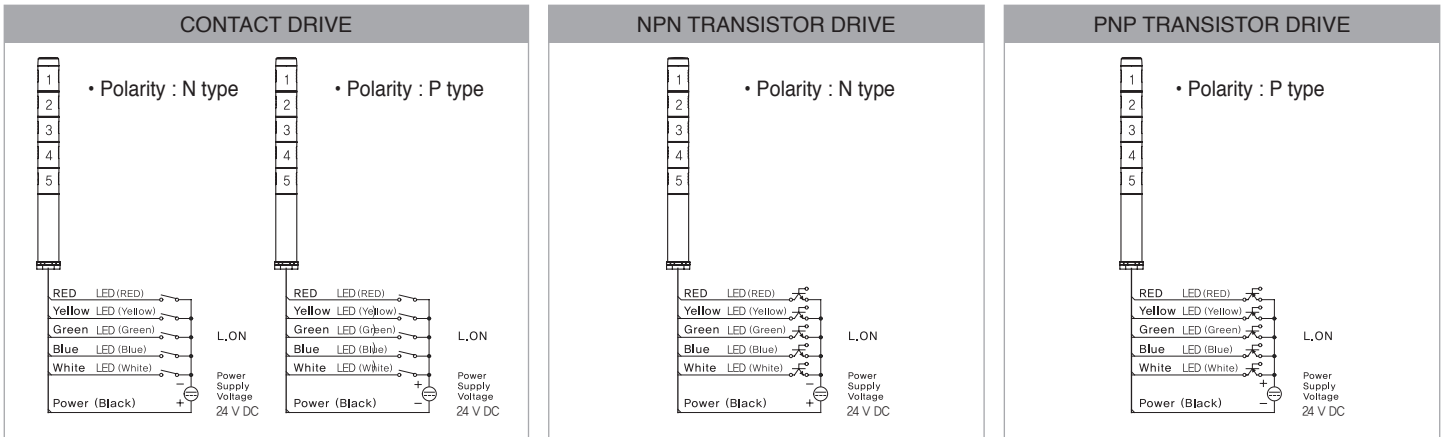 CONTACT DRIVE
1
2
3
4
5
• Polarity : N type
RED LED (RED)
Yellow LED (Yellow)
Green LED (Green)
Blue LED (Blue)
White LED (White)
Power (Black)
−
+
L.ON
Power
Supply
Voltage
24 V DC
1
2
3
4
5
• Polarity : P type
RED LED (RED)
Yellow LED (Yellow)
Green LED (Green)
Blue LED (Blue)
White LED (White)
Power (Black)
+
−
L.ON
Power
Supply
Voltage
24 V DC
NPN TRANSISTOR DRIVE
1
2
3
4
5
• Polarity : N type
RED LED (RED)
Yellow LED (Yellow)
Green LED (Green)
Blue LED (Blue)
White LED (White)
Power (Black)
−
+
L.ON
Power
Supply
Voltage
24 V DC
PNP TRANSISTOR DRIVE
1
2
3
4
5
• Polarity : P type
RED LED (RED)
Yellow LED (Yellow)
Green LED (Green)
Blue LED (Blue)
White LED (White)
Power (Black)
+
−
L.ON
Power
Supply
Voltage
24 V DC